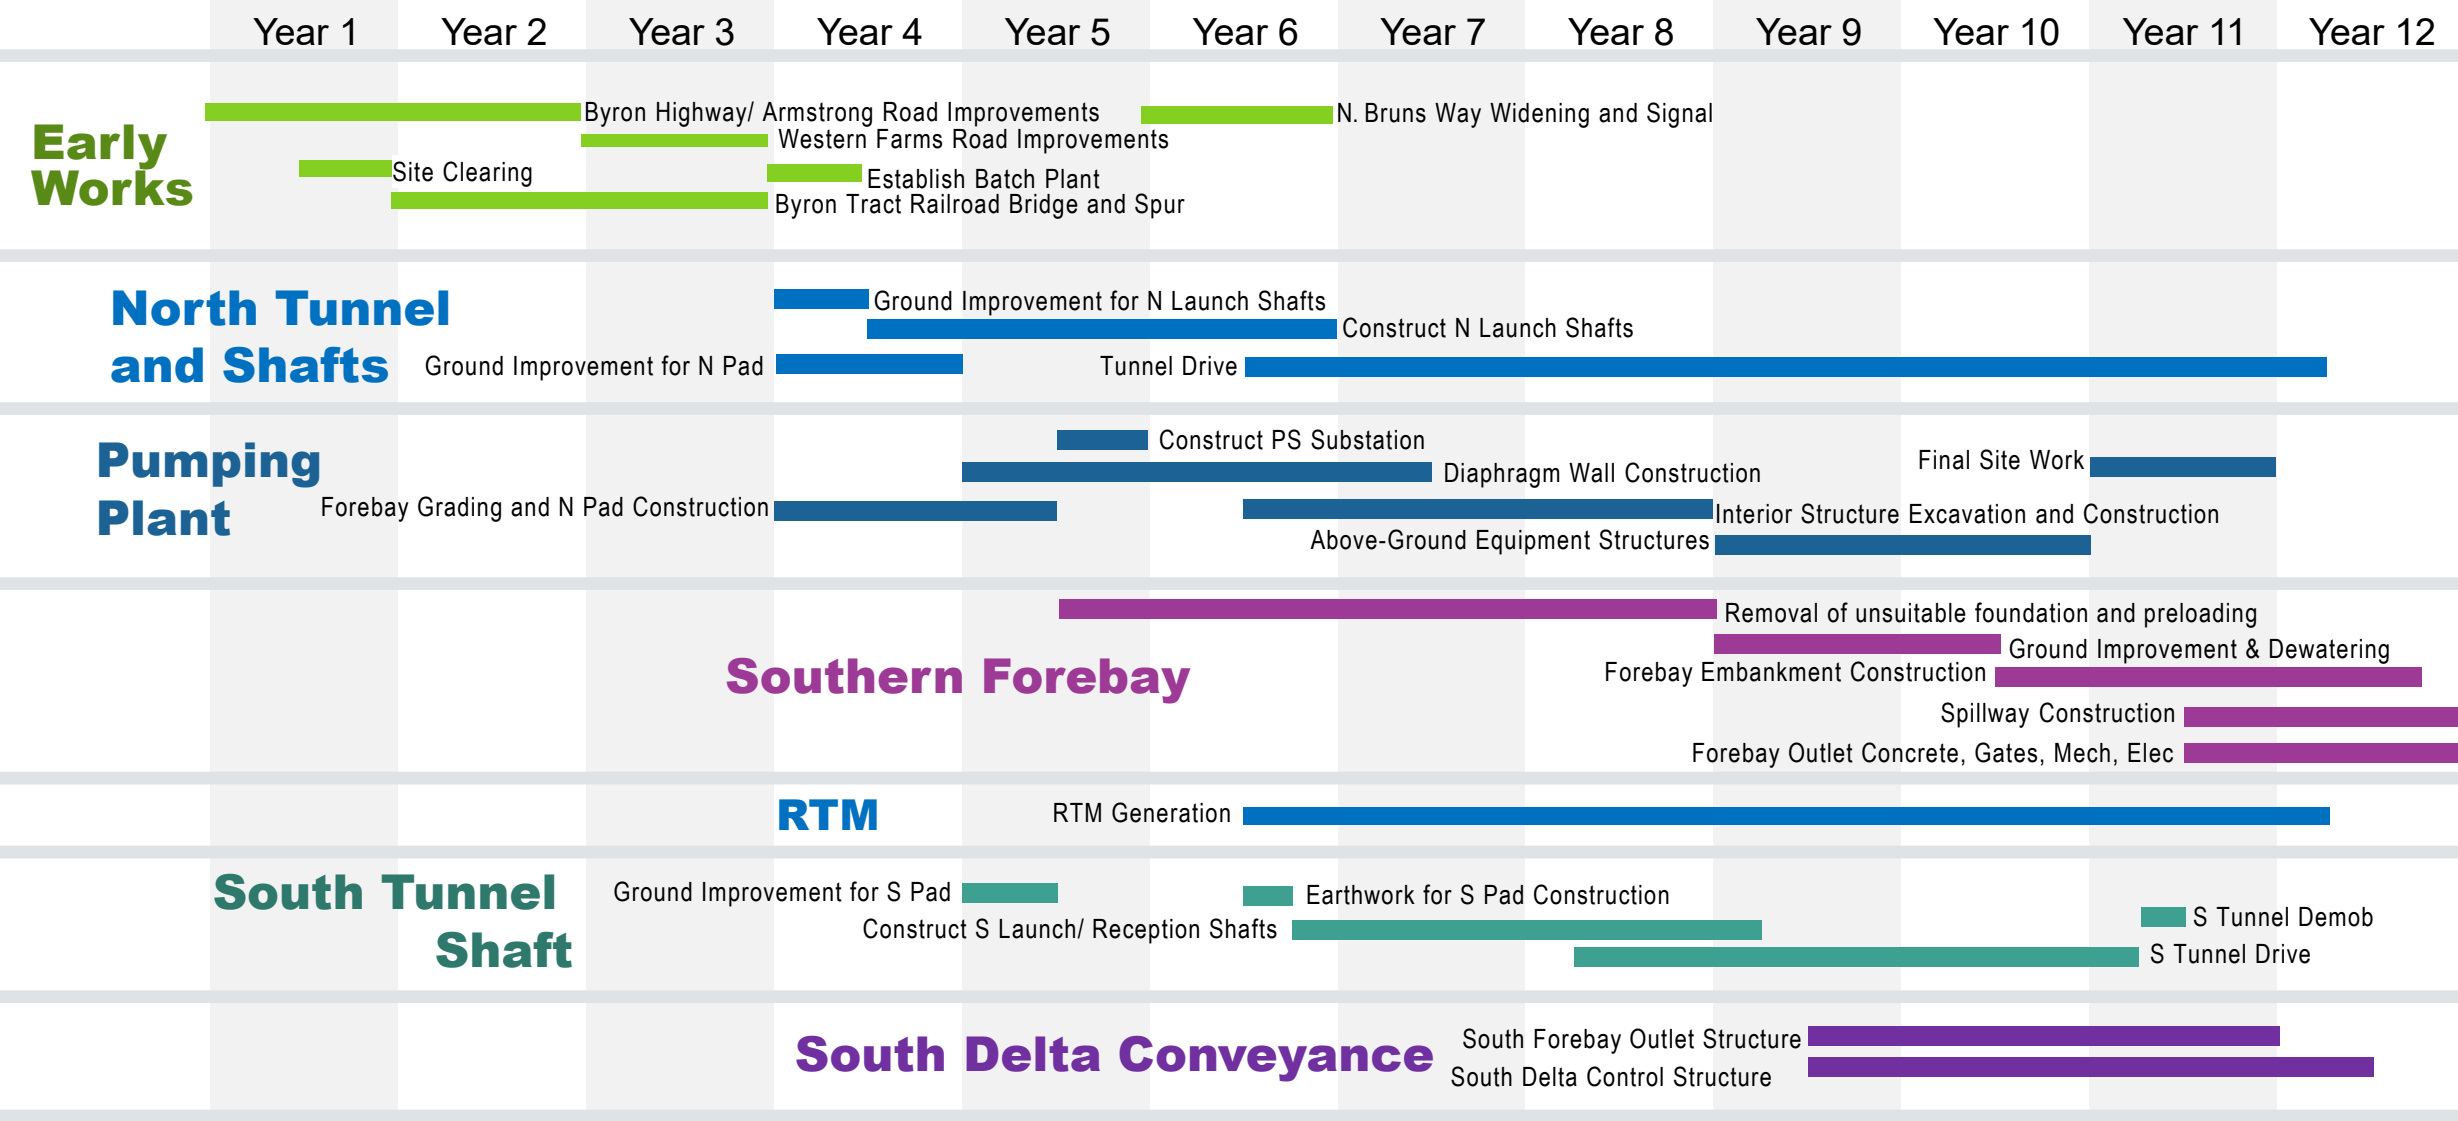 Year 1 Year 2 Year 3 Year 4 Year 5 Year 6 Year 7 Year 8 Year 9 Year 10 Year 11 Year 12
Early
Works
Byron Highway/ Armstrong Road Improvements
N. Bruns Way Widening and Signal
Western Farms Road Improvements
Site Clearing
Establish Batch Plant
Byron Tract Railroad Bridge and Spur
North Tunnel
and Shafts
Ground Improvement for N Launch Shafts
Construct N Launch Shafts
Ground Improvement for N Pad
Tunnel Drive
Pumping
Plant
Construct PS Substation
Final Site Work
Diaphragm Wall Construction
Forebay Grading and N Pad Construction
Interior Structure Excavation and Construction
Above-Ground Equipment Structures
Southern Forebay
Removal of unsuitable foundation and preloading
Ground Improvement & Dewatering
Forebay Embankment Construction
Spillway Construction
Forebay Outlet Concrete, Gates, Mech, Elec
RTM
RTM Generation
South Tunnel
Shaft
Ground Improvement for S Pad
Earthwork for S Pad Construction
Construct S Launch/ Reception Shafts
S Tunnel Demob
S Tunnel Drive
South Delta Conveyance
South Forebay Outlet Structure
South Delta Control Structure